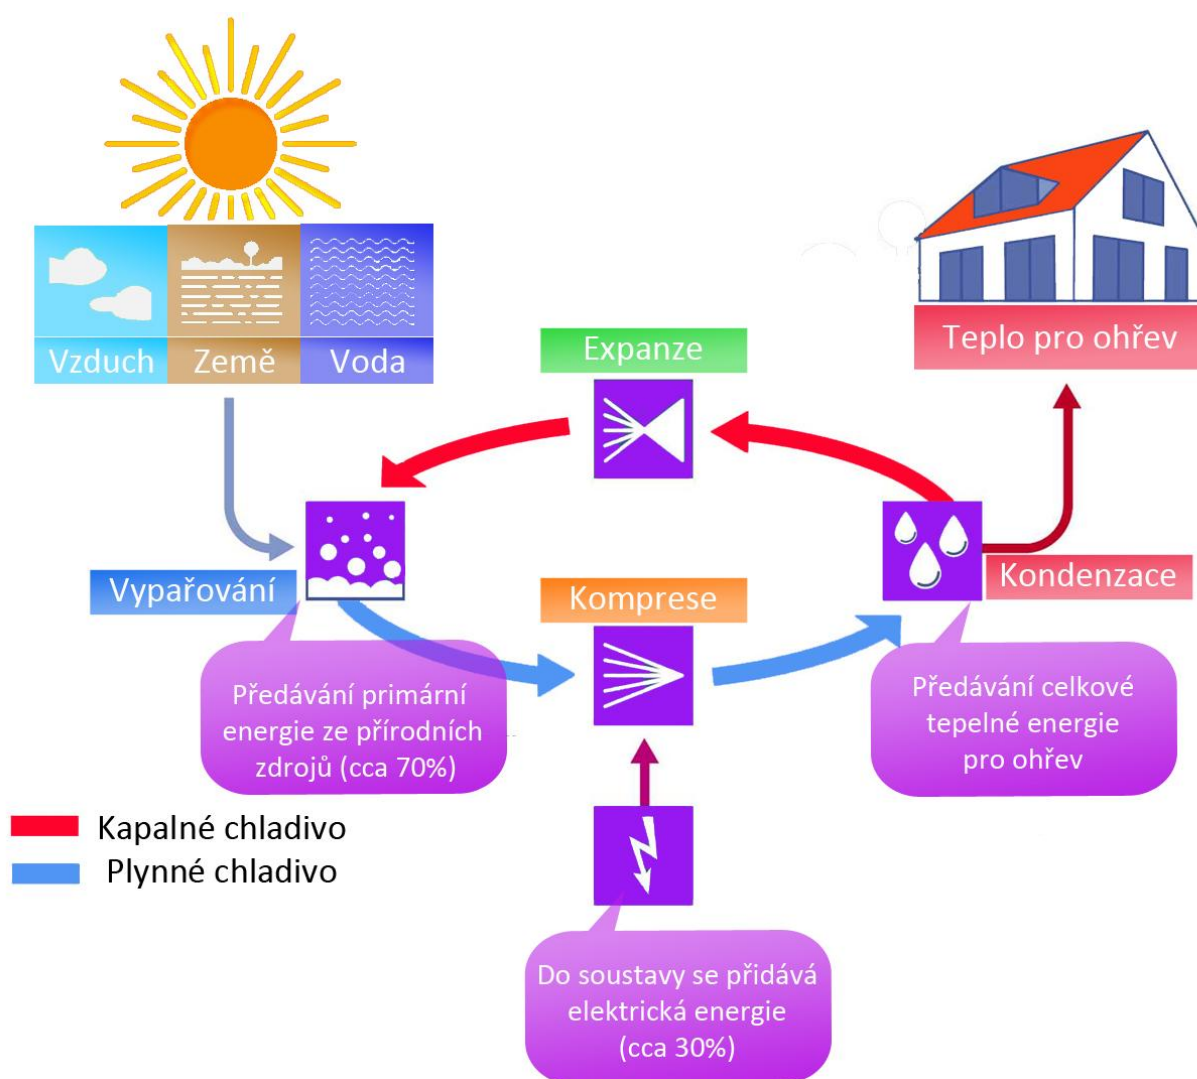 Vzduch
Země
Voda
Expanze
Teplo pro ohřev
Vypařování
Komprese
Kondenzace
Předávání primární
energie ze přírodních
zdrojů (cca 70%)
Předávání celkové
tepelné energie
pro ohřev
Kapalné chladivo
Plynné chladivo
Do soustavy se přidává
elektrická energie
(cca 30%)